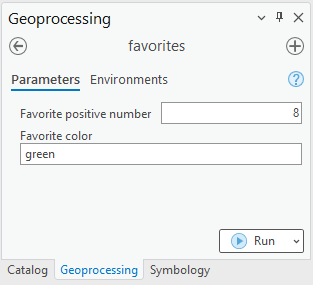 Geoprocessing
favorites
Parameters Environments ?
Favorite positive number 8
Favorite color
green
Run
Catalog Geoprocessing Symbology